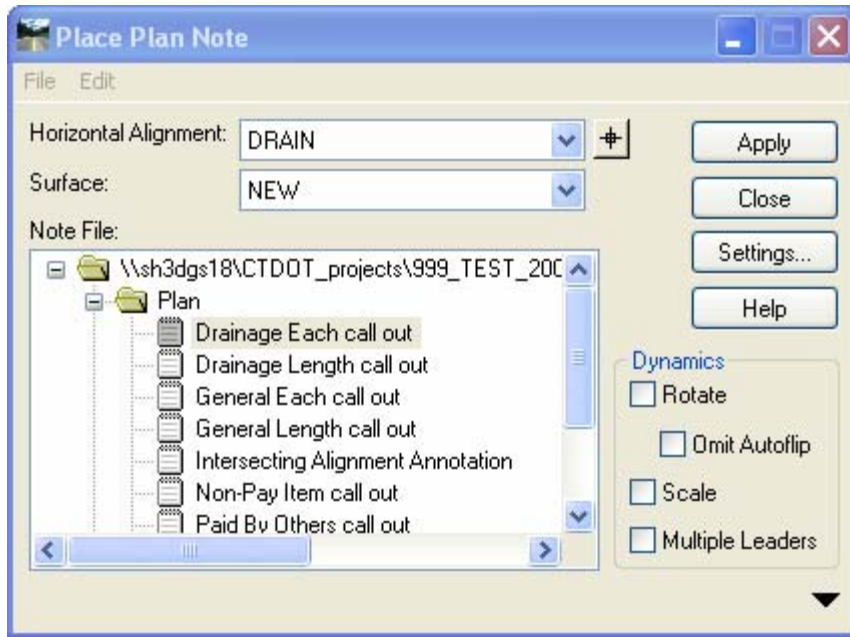 Place Plan Note
File Edit
Horizontal Alignment: DRAIN
Apply
Surface: NEW
Close
Note File:
Settings...
\\sh3dgs18\CTDOT_projects\999_TEST_200
Plan
Help
Drainage Each call out
Drainage Length call out
Dynamics
General Each call out
Rotate
General Length call out
Omit Autoflip
Intersecting Alignment Annotation
Non-Pay Item call out
Scale
Paid By Others call out
Multiple Leaders